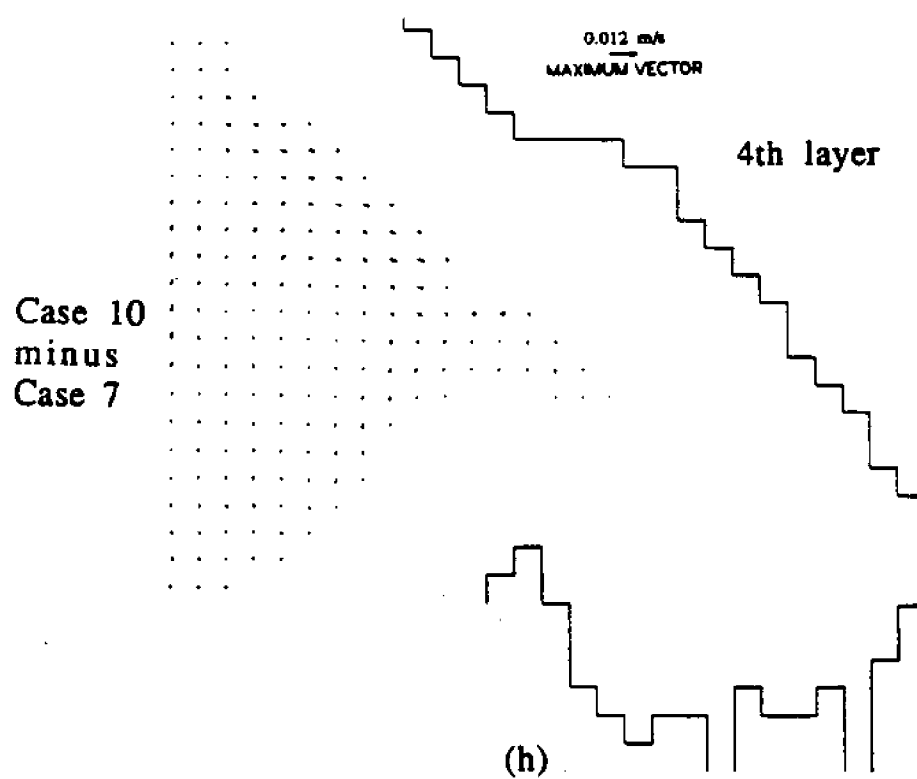 0.012 m/s
MAXIMUM VECTOR
4th layer
Case 10
minus
Case 7
(h)